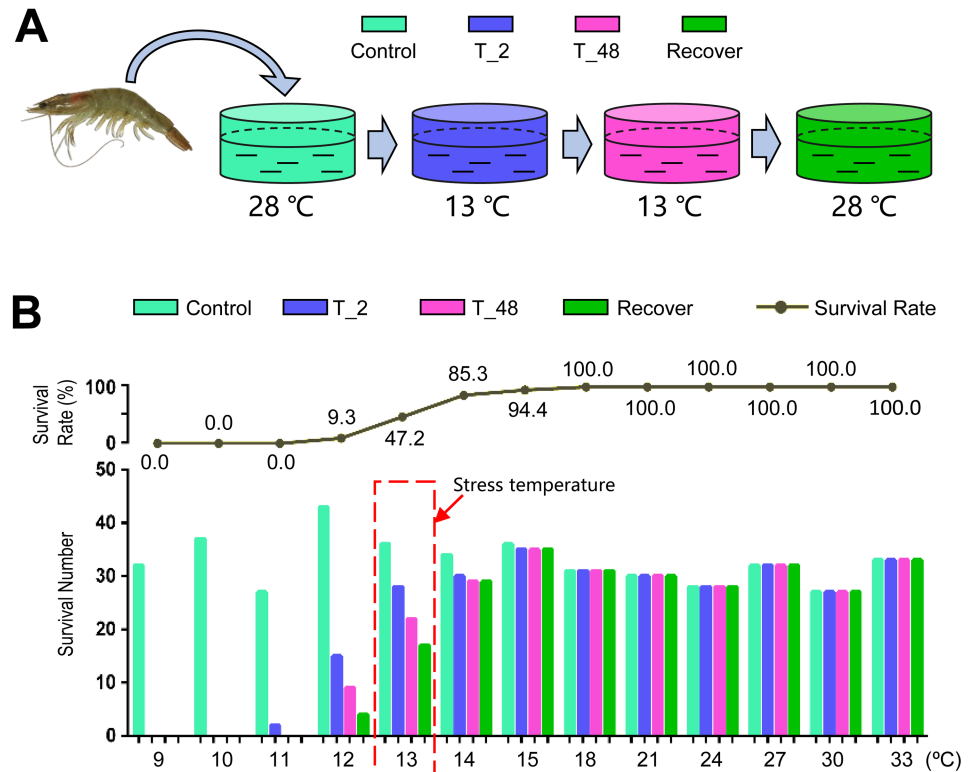 A
Control T_2 T_48 Recover
28 ℃ 13 ℃ 13 ℃ 28 ℃
B
Control T_2 T_48 Recover Survival Rate
Survival
Rate (%)
100
0
0.0 0.0 0.0 9.3 47.2 85.3 94.4 100.0 100.0 100.0 100.0 100.0 100.0
Stress temperature
Survival Number
50
40
30
20
10
0
9 10 11 12 13 14 15 18 21 24 27 30 33 (ºC)